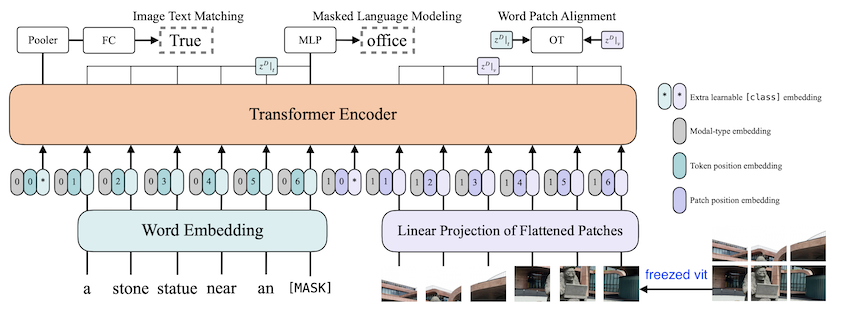 Image Text Matching
Masked Language Modeling
Word Patch Alignment
Pooler
FC
True
MLP
office
z^D|_t
OT
z^D|_v
z^D|_t
z^D|_v
Transformer Encoder
* * Extra learnable [class] embedding
Modal-type embedding
Token position embedding
Patch position embedding
0 0 * 0 1 0 2 0 3 0 4 0 5 0 6 1 0 * 1 1 1 2 1 3 1 4 1 5 1 6
Word Embedding
Linear Projection of Flattened Patches
freezed vit
a stone statue near an [MASK]